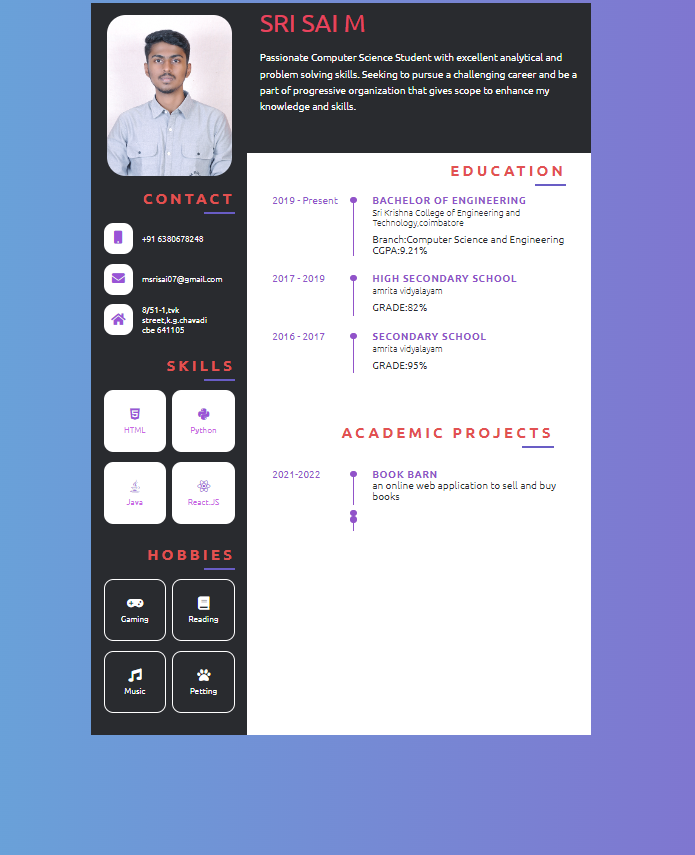 SRI SAI M
Passionate Computer Science Student with excellent analytical and
problem solving skills. Seeking to pursue a challenging career and be a
part of progressive organization that gives scope to enhance my
knowledge and skills.
CONTACT
+91 6380678248
msrisai07@gmail.com
8/51-1,tvk
street,k.g.chavadi
cbe 641105
SKILLS
HTML
Python
Java
React.JS
HOBBIES
Gaming
Reading
Music
Petting
EDUCATION
2019 - Present
BACHELOR OF ENGINEERING
Sri Krishna College of Engineering and
Technology,coimbatore
Branch:Computer Science and Engineering
CGPA:9.21%
2017 - 2019
HIGH SECONDARY SCHOOL
amrita vidyalayam
GRADE:82%
2016 - 2017
SECONDARY SCHOOL
amrita vidyalayam
GRADE:95%
ACADEMIC PROJECTS
2021-2022
BOOK BARN
an online web application to sell and buy
books